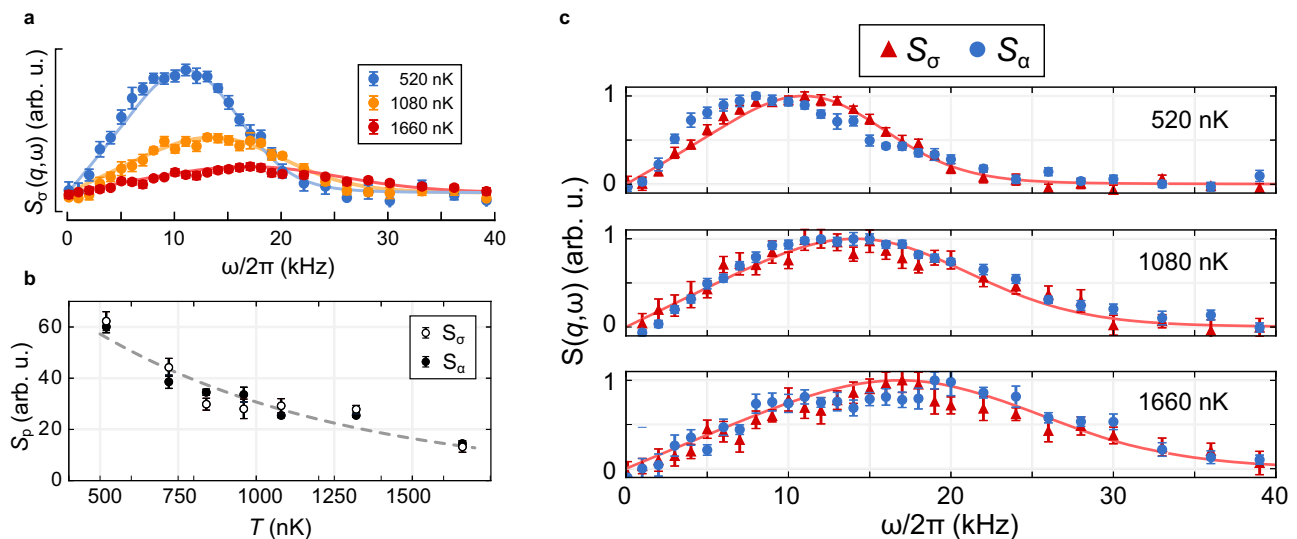 a
S_σ(q,ω) (arb. u.)
520 nK
1080 nK
1660 nK
0 10 20 30 40
ω/2π (kHz)
b
S_p (arb. u.)
60
40
20
0
S_σ
S_α
500 750 1000 1250 1500
T (nK)
c
S_σ S_α
S(q,ω) (arb. u.)
1
0
520 nK
1
0
1080 nK
1
0
1660 nK
0 10 20 30 40
ω/2π (kHz)